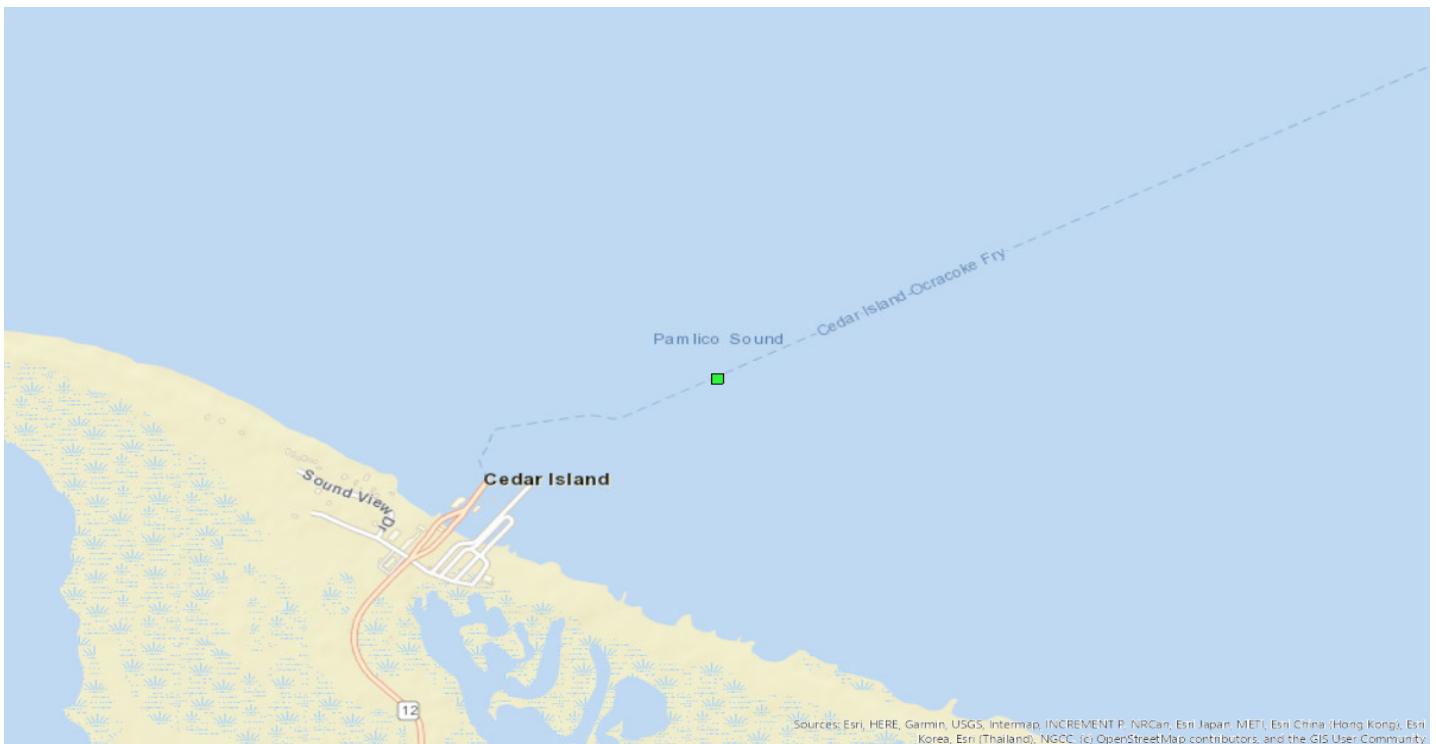 Cedar Island-Ocracoke Fry
Pamlico Sound
Cedar Island
Sound View Dr
12
Sources: Esri, HERE, Garmin, USGS, Intermap, INCREMENT P, NRCan, Esri Japan, METI, Esri China (Hong Kong), Esri
Korea, Esri (Thailand), NGCC, (c) OpenStreetMap contributors, and the GIS User Community